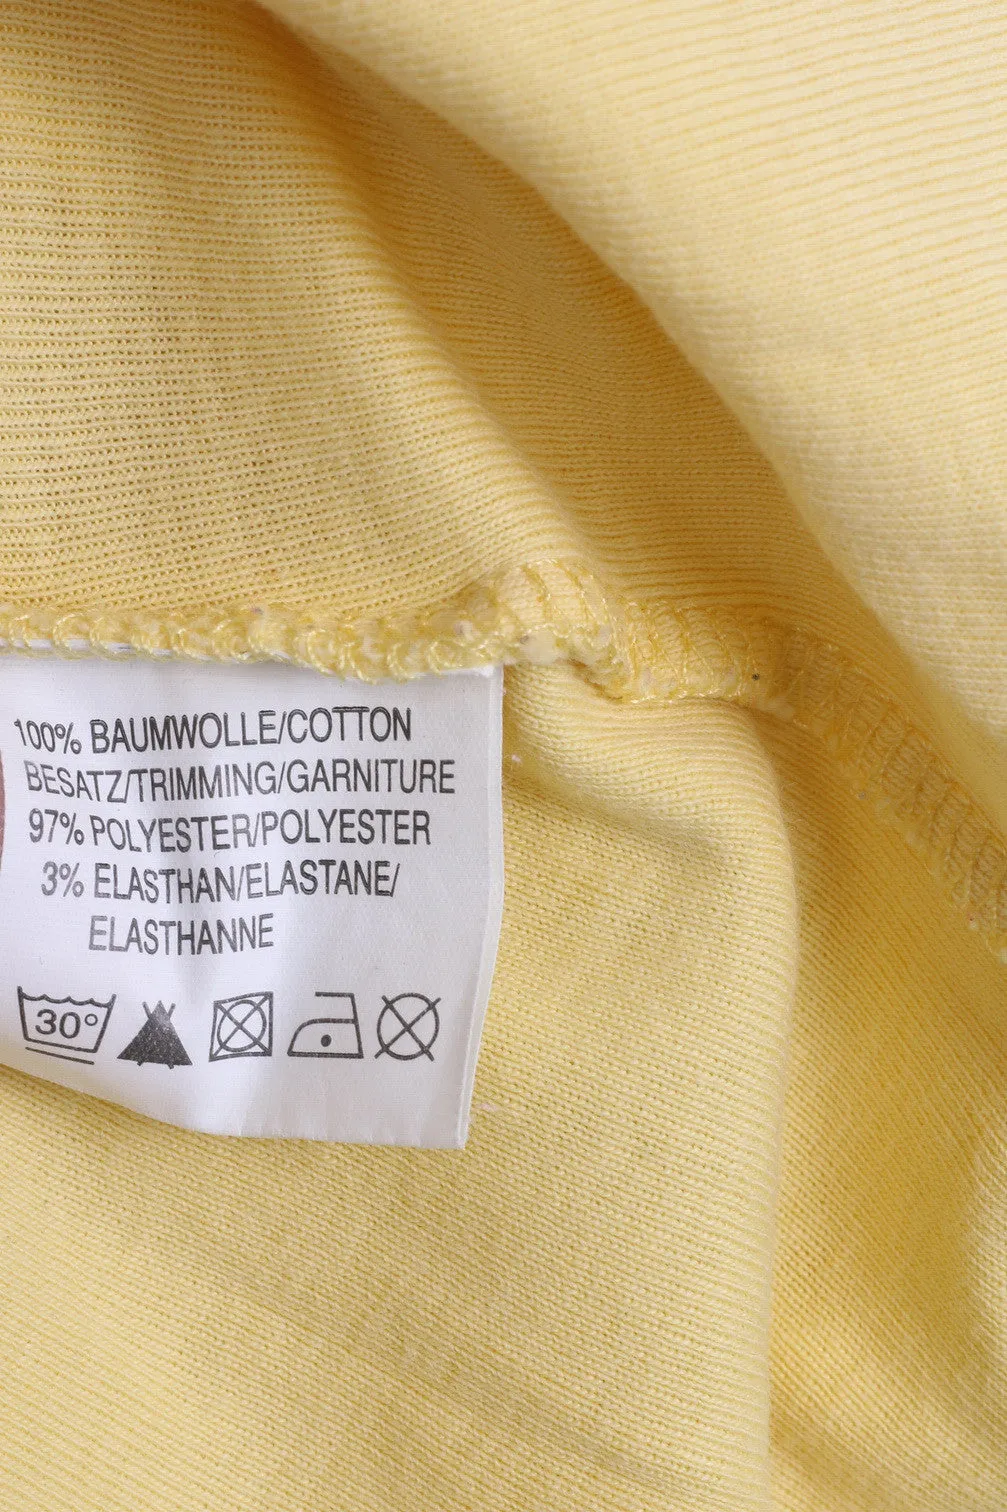 100% BAUMWOLLE/COTTON
BESATZ/TRIMMING/GARNITURE
97% POLYESTER/POLYESTER
3% ELASTHAN/ELASTANE/
ELASTHANNE
30°